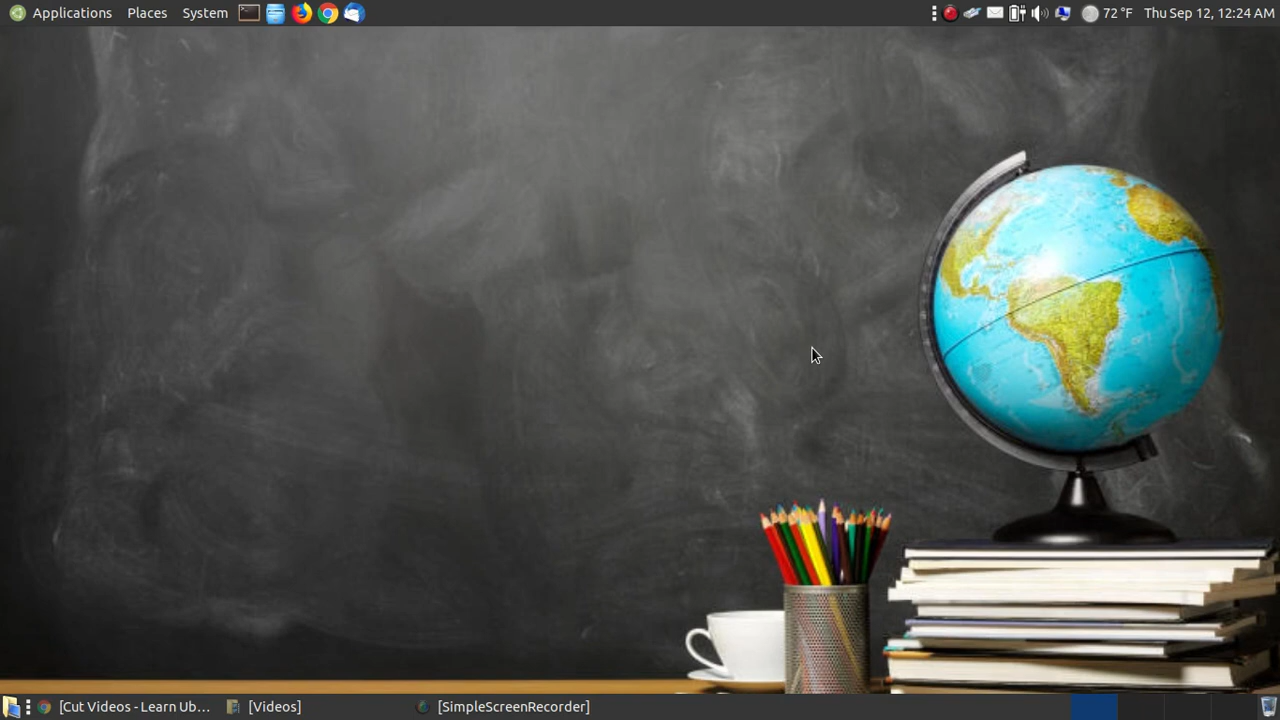 Applications Places System 72 °F Thu Sep 12, 12:24 AM
[Cut Videos - Learn Ub... [Videos] [SimpleScreenRecorder]